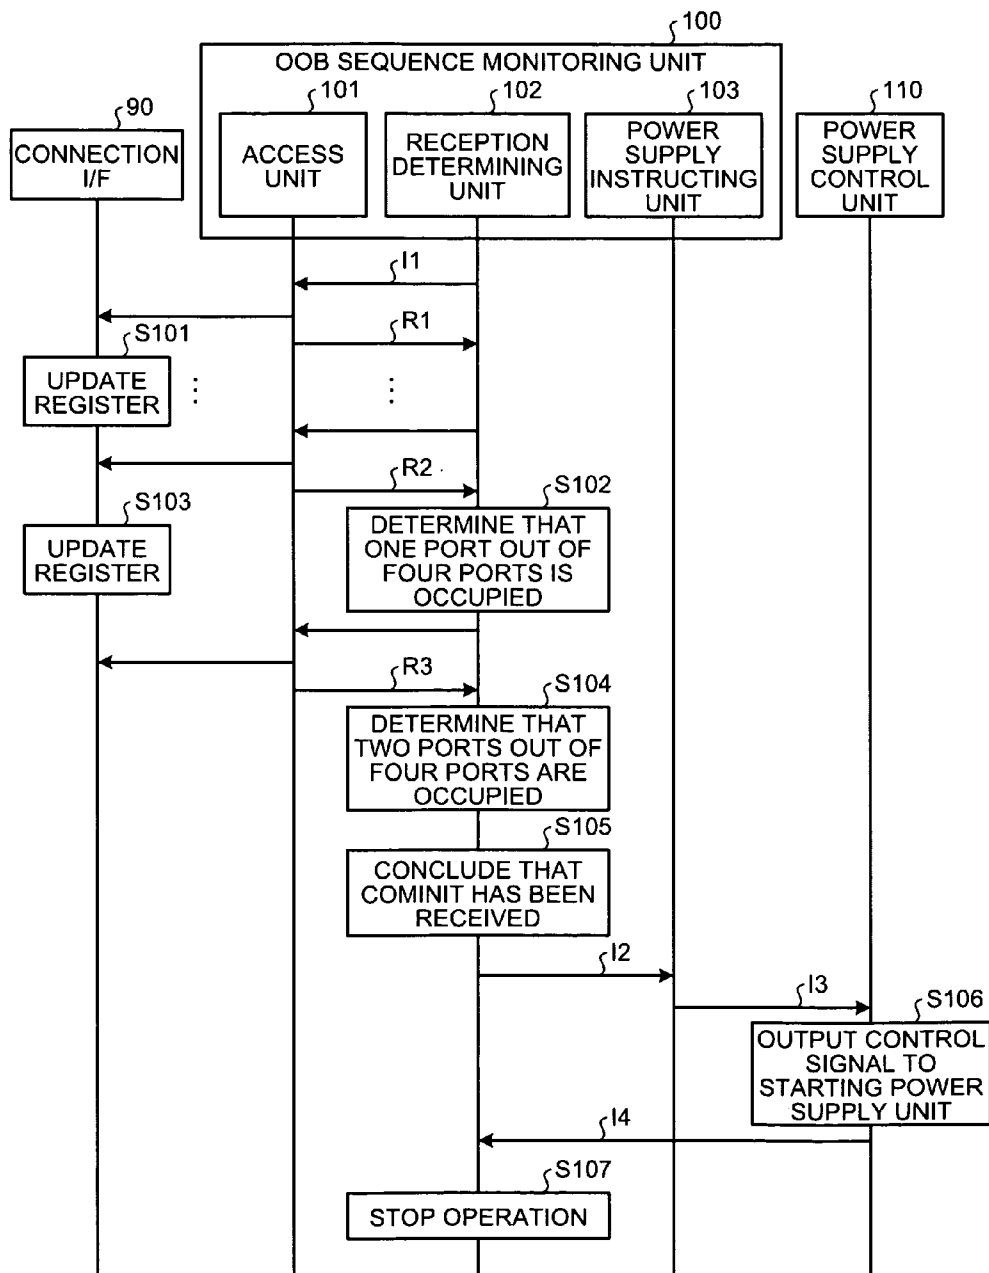 100
OOB SEQUENCE MONITORING UNIT
90
101
102
103
110
CONNECTION
I/F
ACCESS
UNIT
RECEPTION
DETERMINING
UNIT
POWER
SUPPLY
INSTRUCTING
UNIT
POWER
SUPPLY
CONTROL
UNIT
I1
R1
S101
UPDATE
REGISTER
R2
S102
DETERMINE THAT
ONE PORT OUT OF
FOUR PORTS IS
OCCUPIED
S103
UPDATE
REGISTER
R3
S104
DETERMINE THAT
TWO PORTS OUT OF
FOUR PORTS ARE
OCCUPIED
S105
CONCLUDE THAT
COMINIT HAS BEEN
RECEIVED
I2
I3
S106
OUTPUT CONTROL
SIGNAL TO
STARTING POWER
SUPPLY UNIT
I4
S107
STOP OPERATION